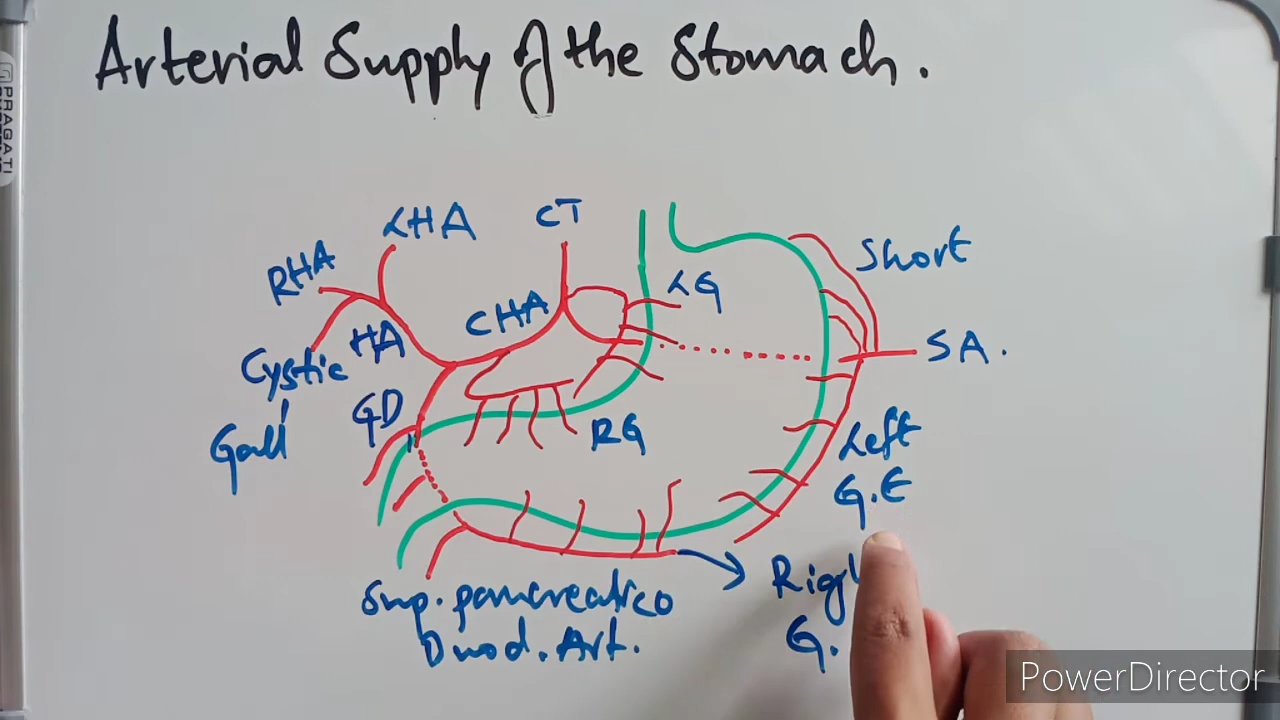 Arterial Supply of the Stomach.
LHA
CT
RHA
Short
LG
CHA
HA
SA.
Cystic
GD
Gall
RG
Left
G.E
Sup. pancreatico
Duod. Art.
G.
PRAGATI
PowerDirector